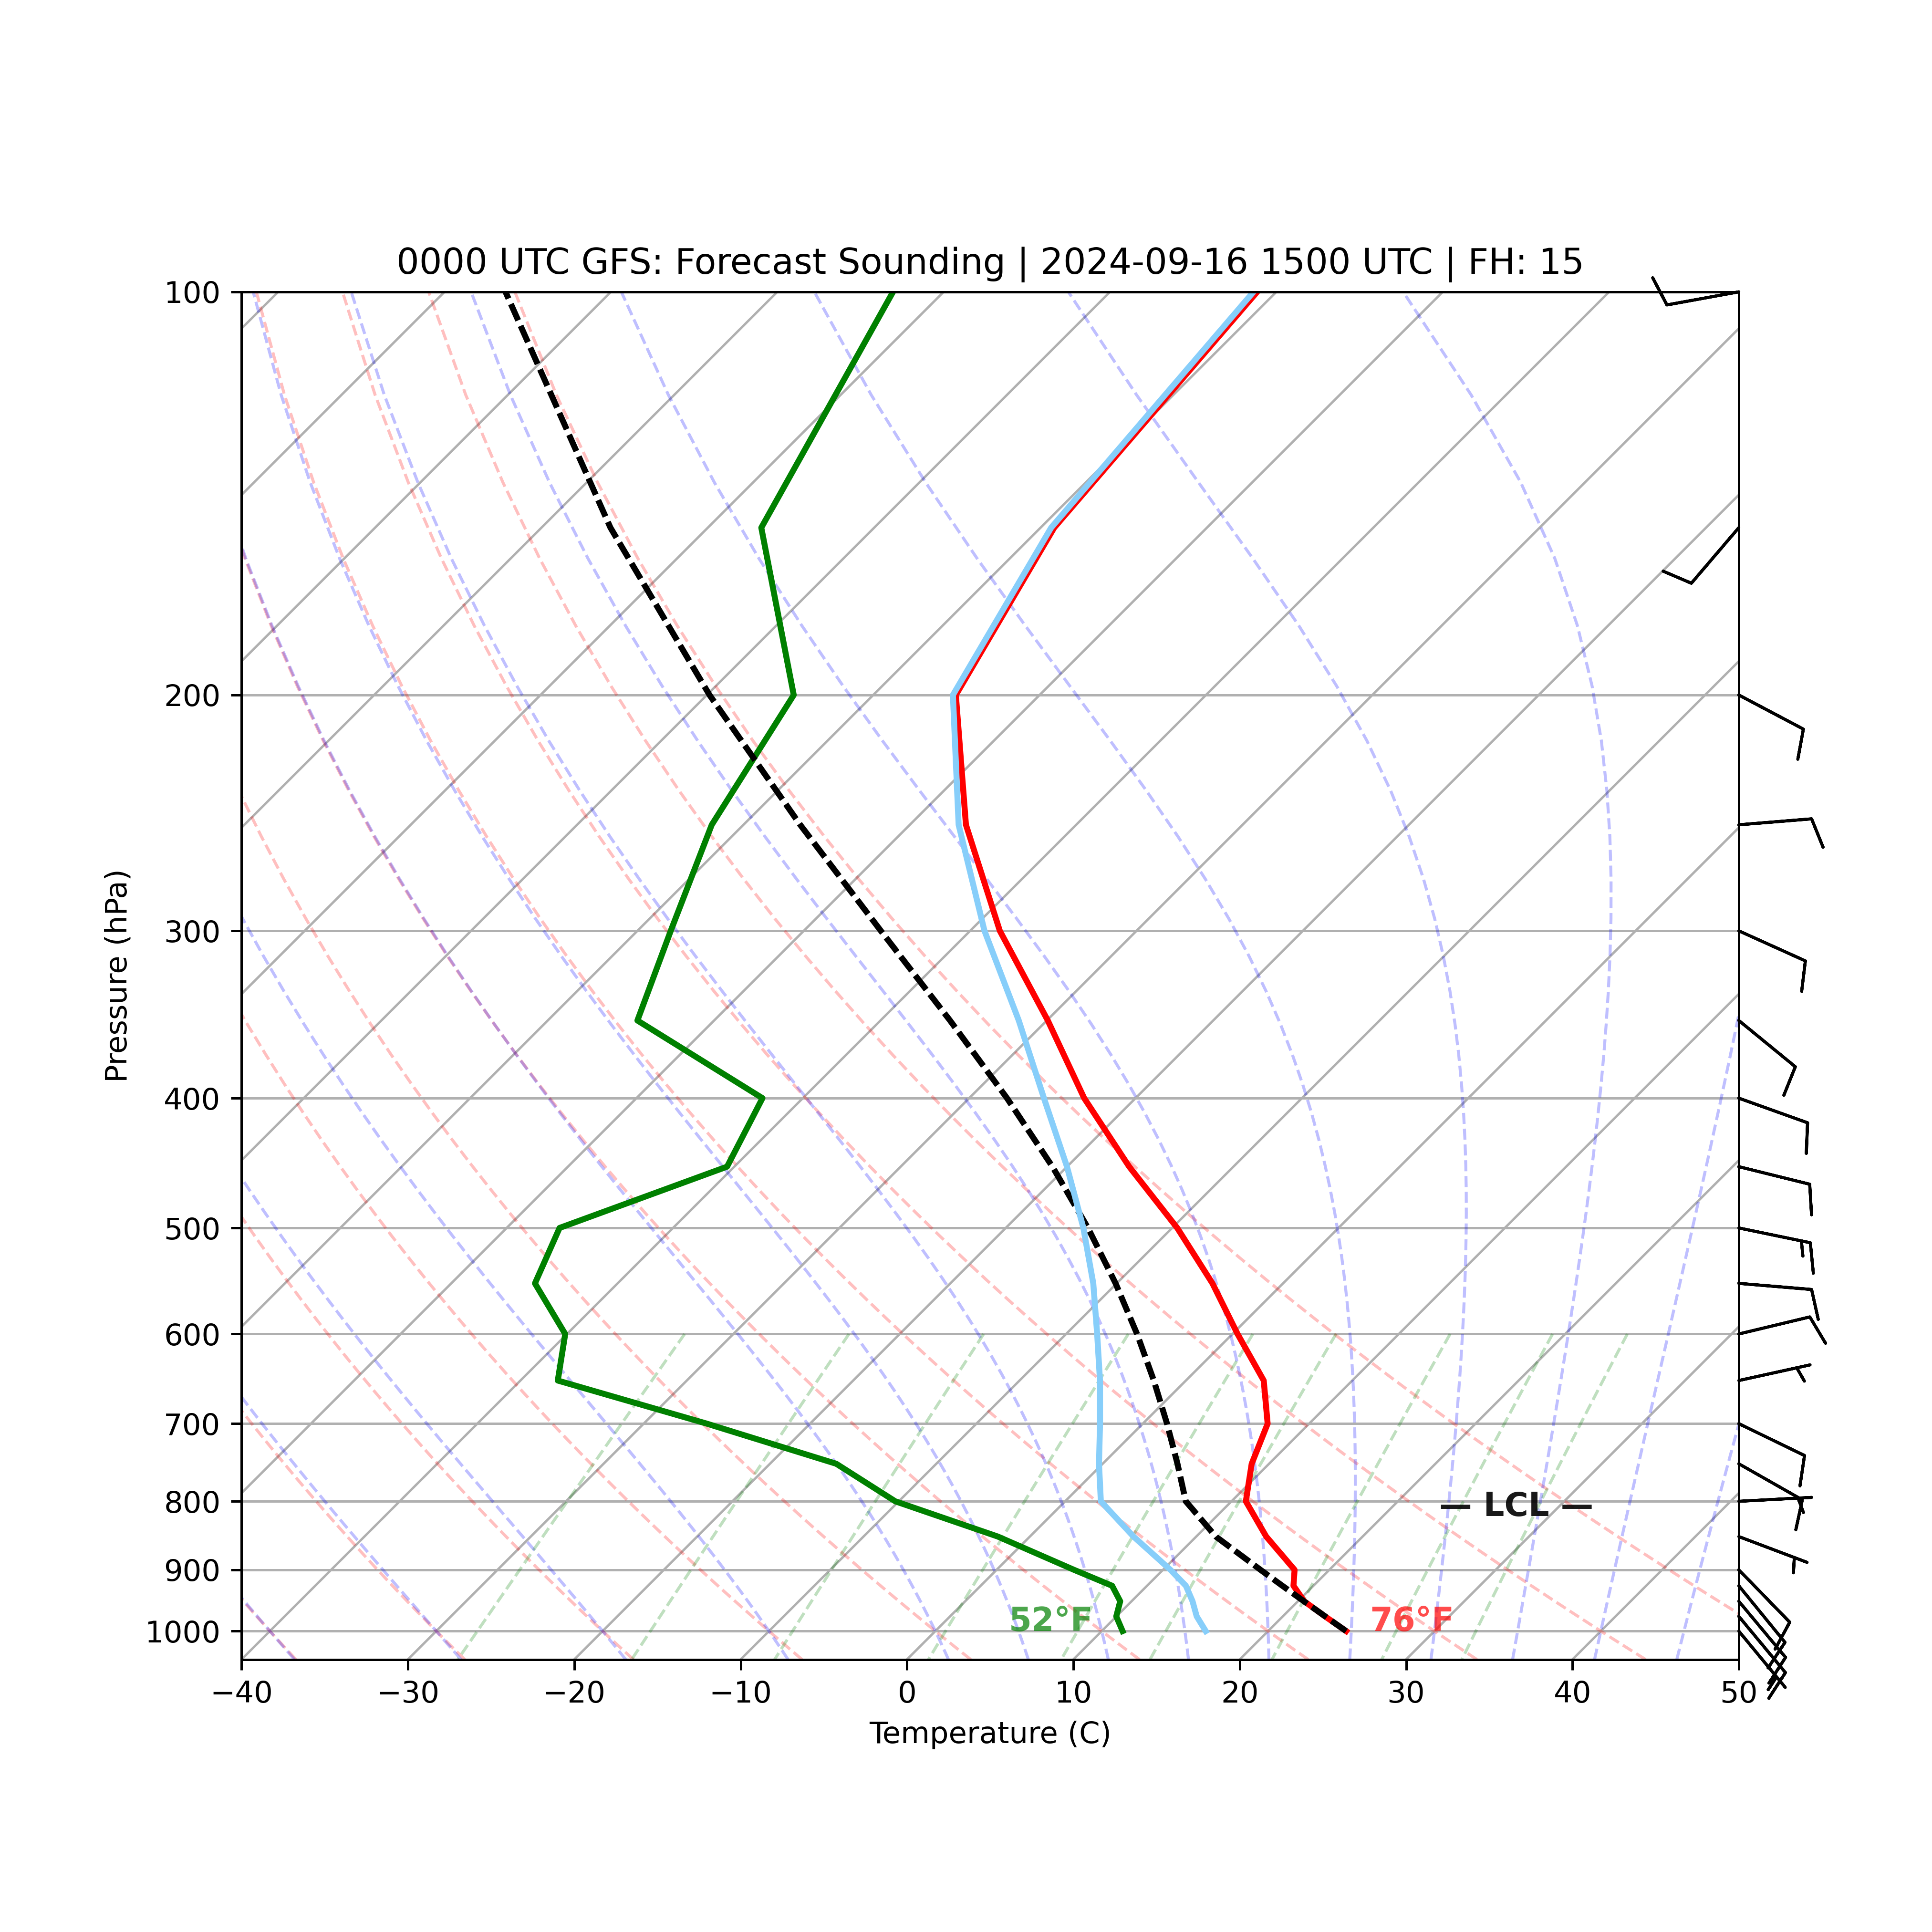 0000 UTC GFS: Forecast Sounding | 2024-09-16 1500 UTC | FH: 15
100
200
300
400
500
600
700
800
900
1000
Pressure (hPa)
— LCL —
52°F
76°F
−40 −30 −20 −10 0 10 20 30 40 50
Temperature (C)